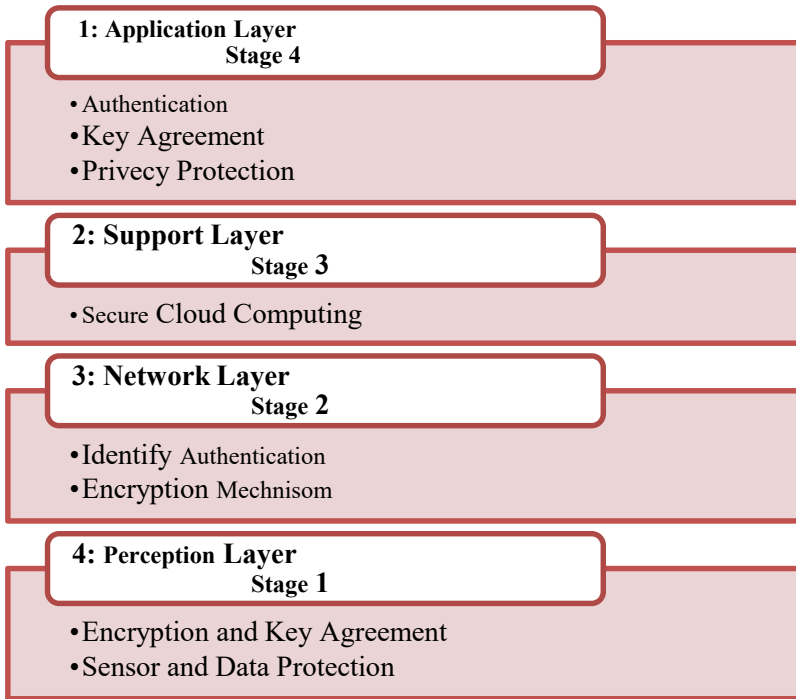 1: Application Layer
Stage 4
• Authentication
•Key Agreement
•Privecy Protection
2: Support Layer
Stage 3
• Secure Cloud Computing
3: Network Layer
Stage 2
•Identify Authentication
•Encryption Mechnisom
4: Perception Layer
Stage 1
•Encryption and Key Agreement
•Sensor and Data Protection